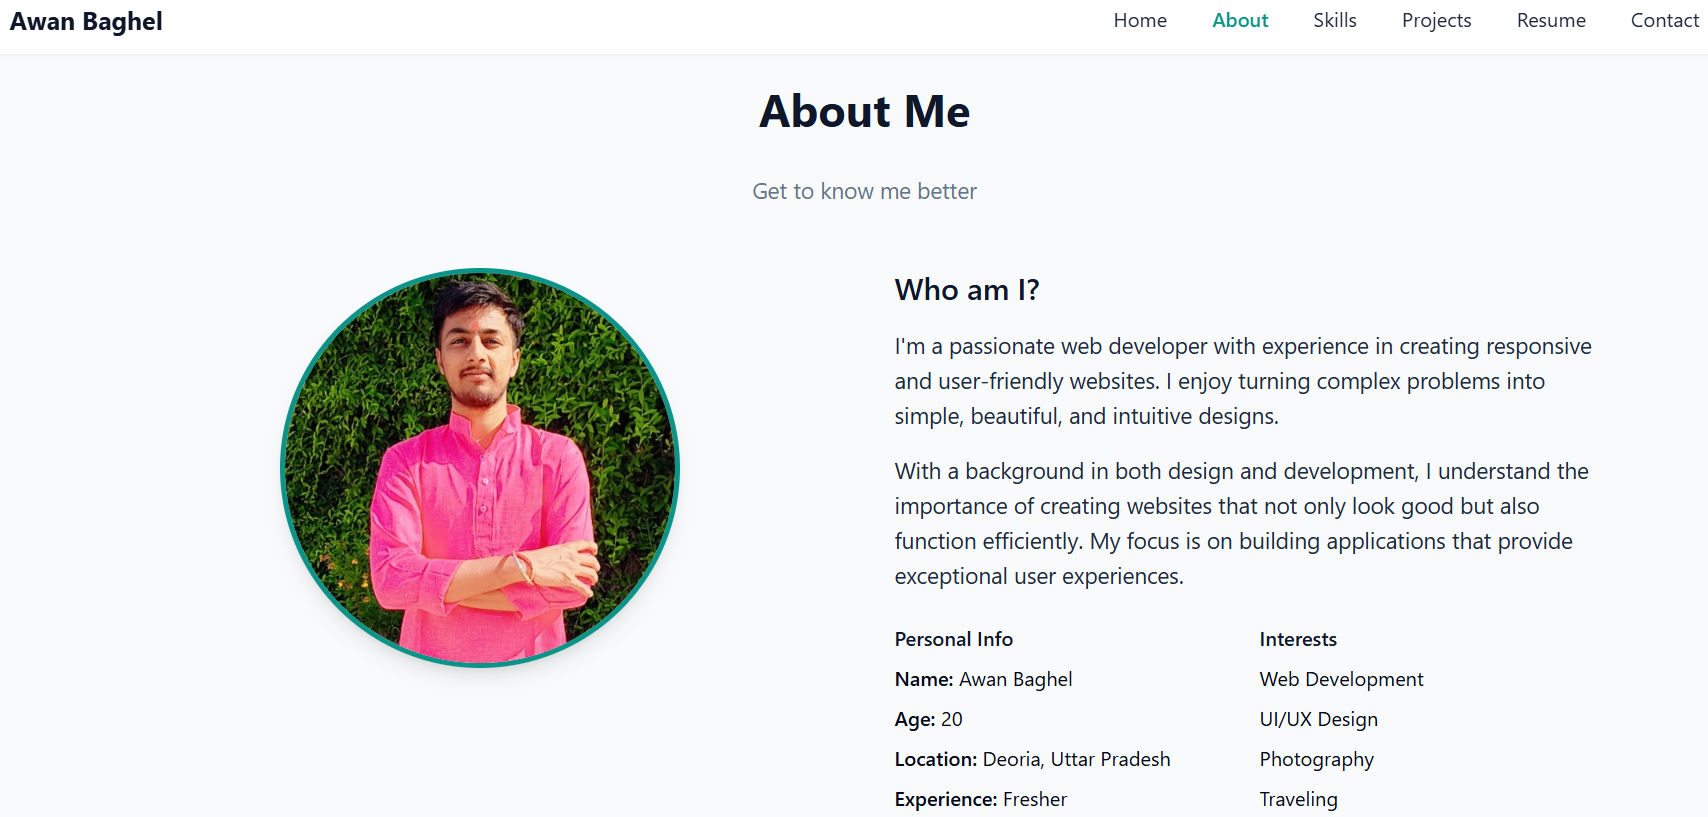 Awan Baghel
Home About Skills Projects Resume Contact
About Me
Get to know me better
Who am I?
I'm a passionate web developer with experience in creating responsive
and user-friendly websites. I enjoy turning complex problems into
simple, beautiful, and intuitive designs.
With a background in both design and development, I understand the
importance of creating websites that not only look good but also
function efficiently. My focus is on building applications that provide
exceptional user experiences.
Personal Info
Name: Awan Baghel
Age: 20
Location: Deoria, Uttar Pradesh
Experience: Fresher
Interests
Web Development
UI/UX Design
Photography
Traveling